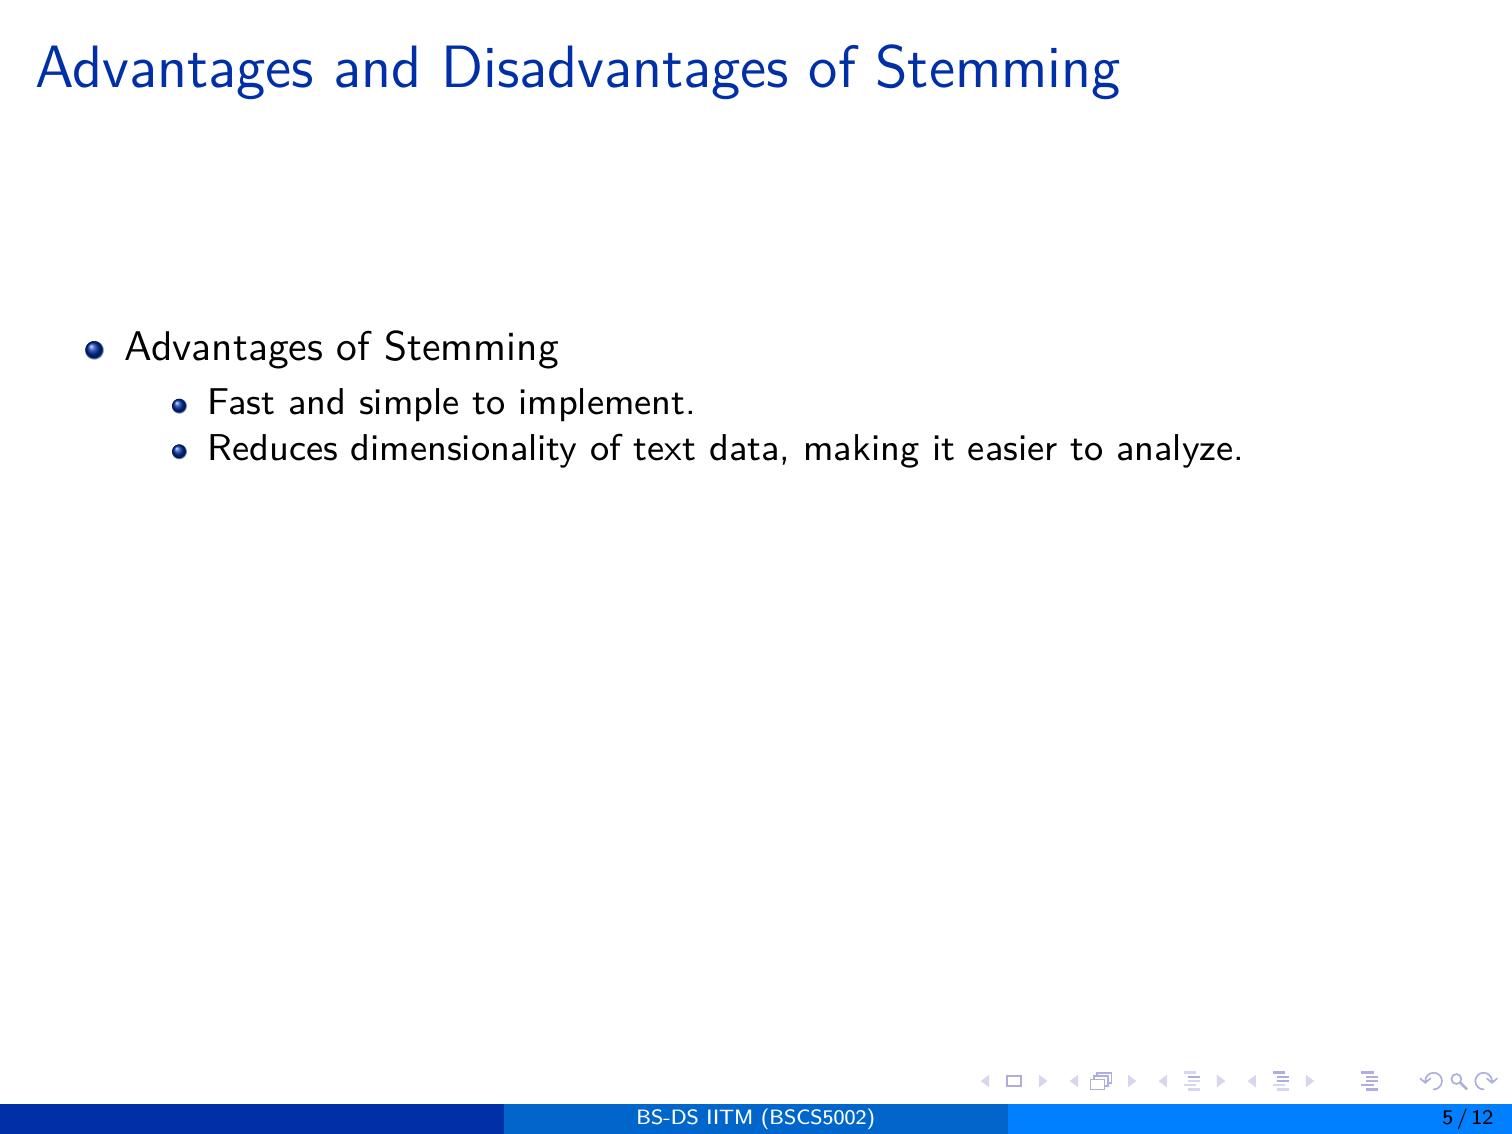 Advantages and Disadvantages of Stemming
Advantages of Stemming
Fast and simple to implement.
Reduces dimensionality of text data, making it easier to analyze.
BS-DS IITM (BSCS5002)
5 / 12